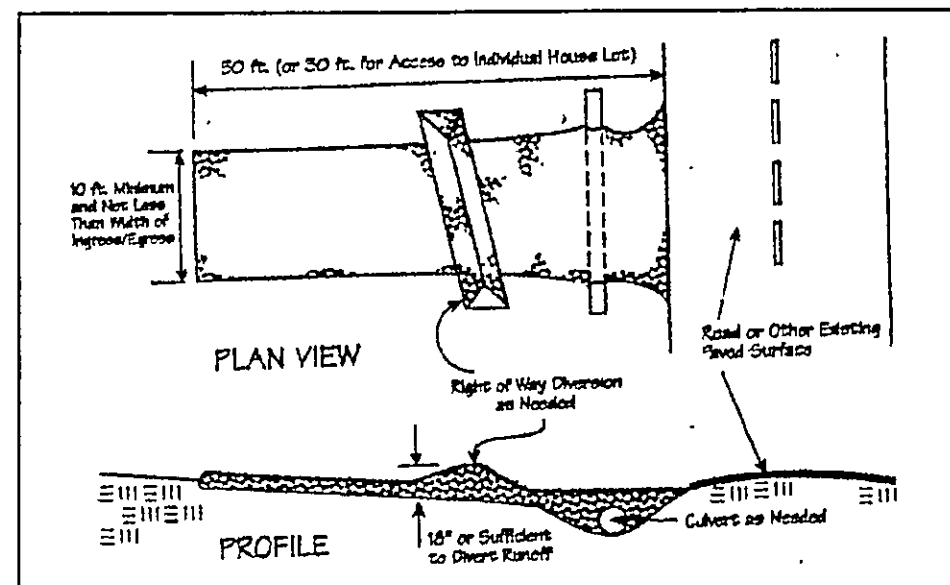 50 ft. (or 30 ft. for Access to Individual House Lot)
10 ft. Minimum
and Not Less
Than Width of
Ingress/Egress
PLAN VIEW
Right of Way Diversion
as Needed
Road or Other Existing
Paved Surface
Culvert as Needed
18" or Sufficient
to Divert Runoff
PROFILE